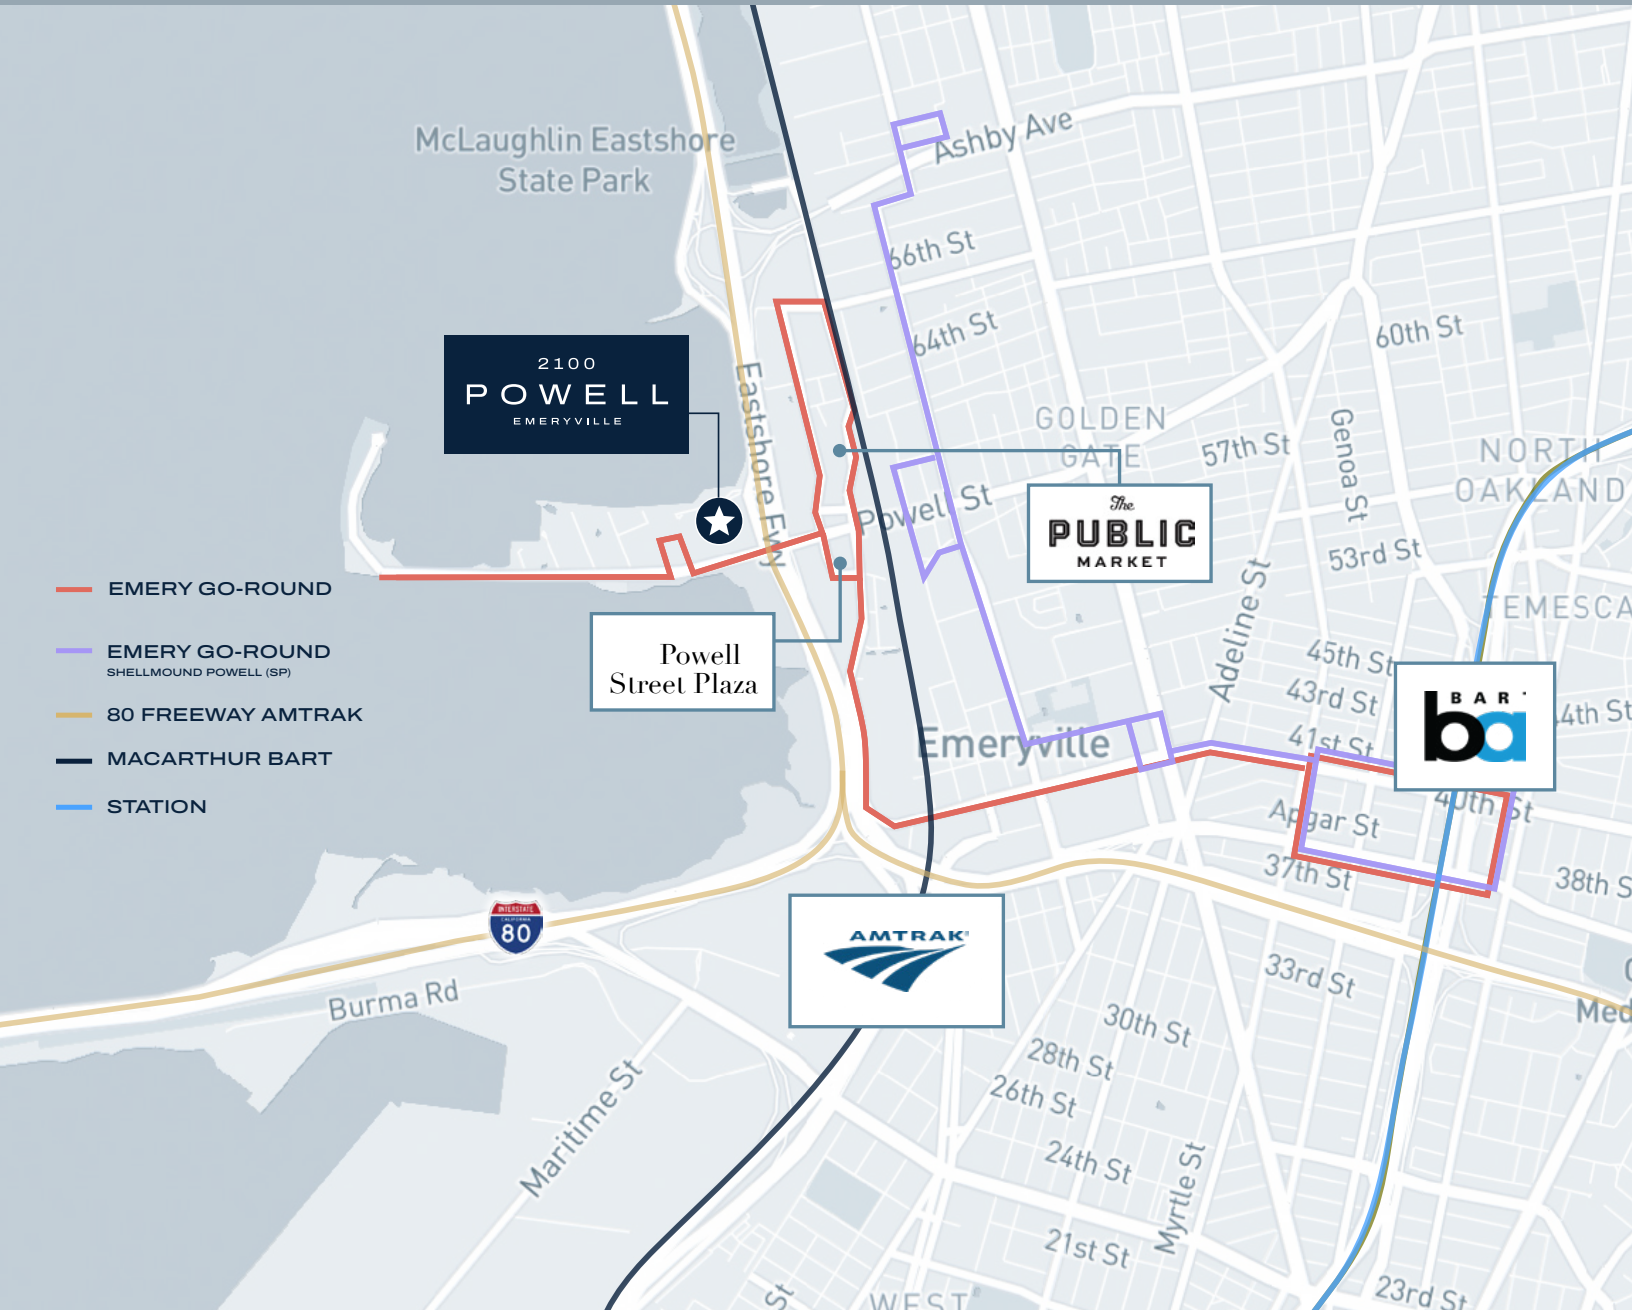 McLaughlin Eastshore
State Park
Ashby Ave
66th St
64th St
60th St
2100
POWELL
EMERYVILLE
Eastshore Fwy
GOLDEN
GATE
57th St
Genoa St
NORTH
OAKLAND
Powell St
The
PUBLIC
MARKET
53rd St
Adeline St
TEMESCA
EMERY GO-ROUND
EMERY GO-ROUND
SHELLMOUND POWELL (SP)
80 FREEWAY AMTRAK
MACARTHUR BART
STATION
Powell
Street Plaza
45th St
43rd St
41st St
BART
ba
44th St
Emeryville
40th St
Apgar St
37th St
38th S
INTERSTATE
CALIFORNIA
80
AMTRAK
Burma Rd
33rd St
Med
30th St
28th St
26th St
24th St
Maritime St
Myrtle St
21st St
23rd St
St
WEST